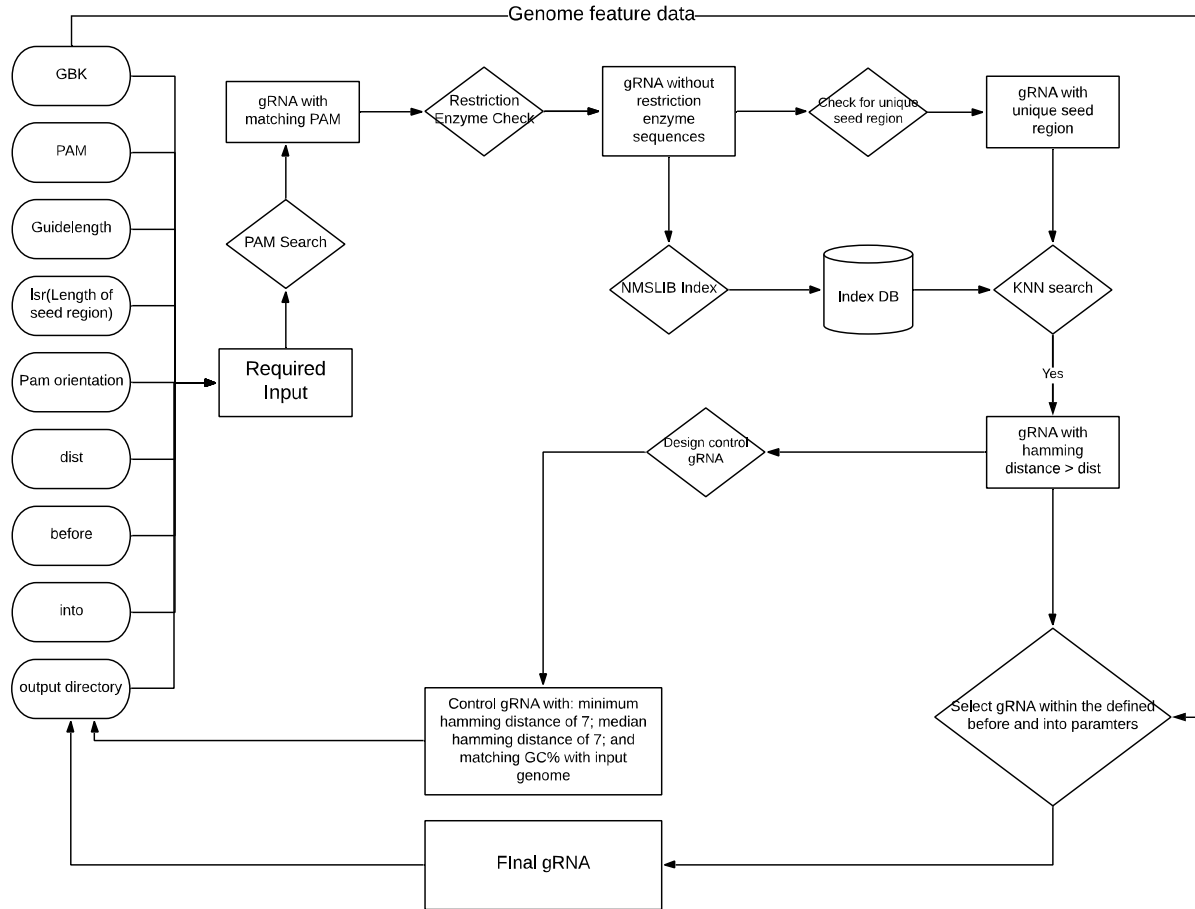 Genome feature data
GBK
PAM
Guidelength
lsr(Length of
seed region)
Pam orientation
dist
before
into
output directory
Required
Input
PAM Search
gRNA with
matching PAM
Restriction
Enzyme Check
gRNA without
restriction
enzyme
sequences
Check for unique
seed region
gRNA with
unique seed
region
NMSLIB Index
Index DB
KNN search
Yes
gRNA with
hamming
distance > dist
Design control
gRNA
Control gRNA with: minimum
hamming distance of 7; median
hamming distance of 7; and
matching GC% with input
genome
Select gRNA within the defined
before and into paramters
FInal gRNA